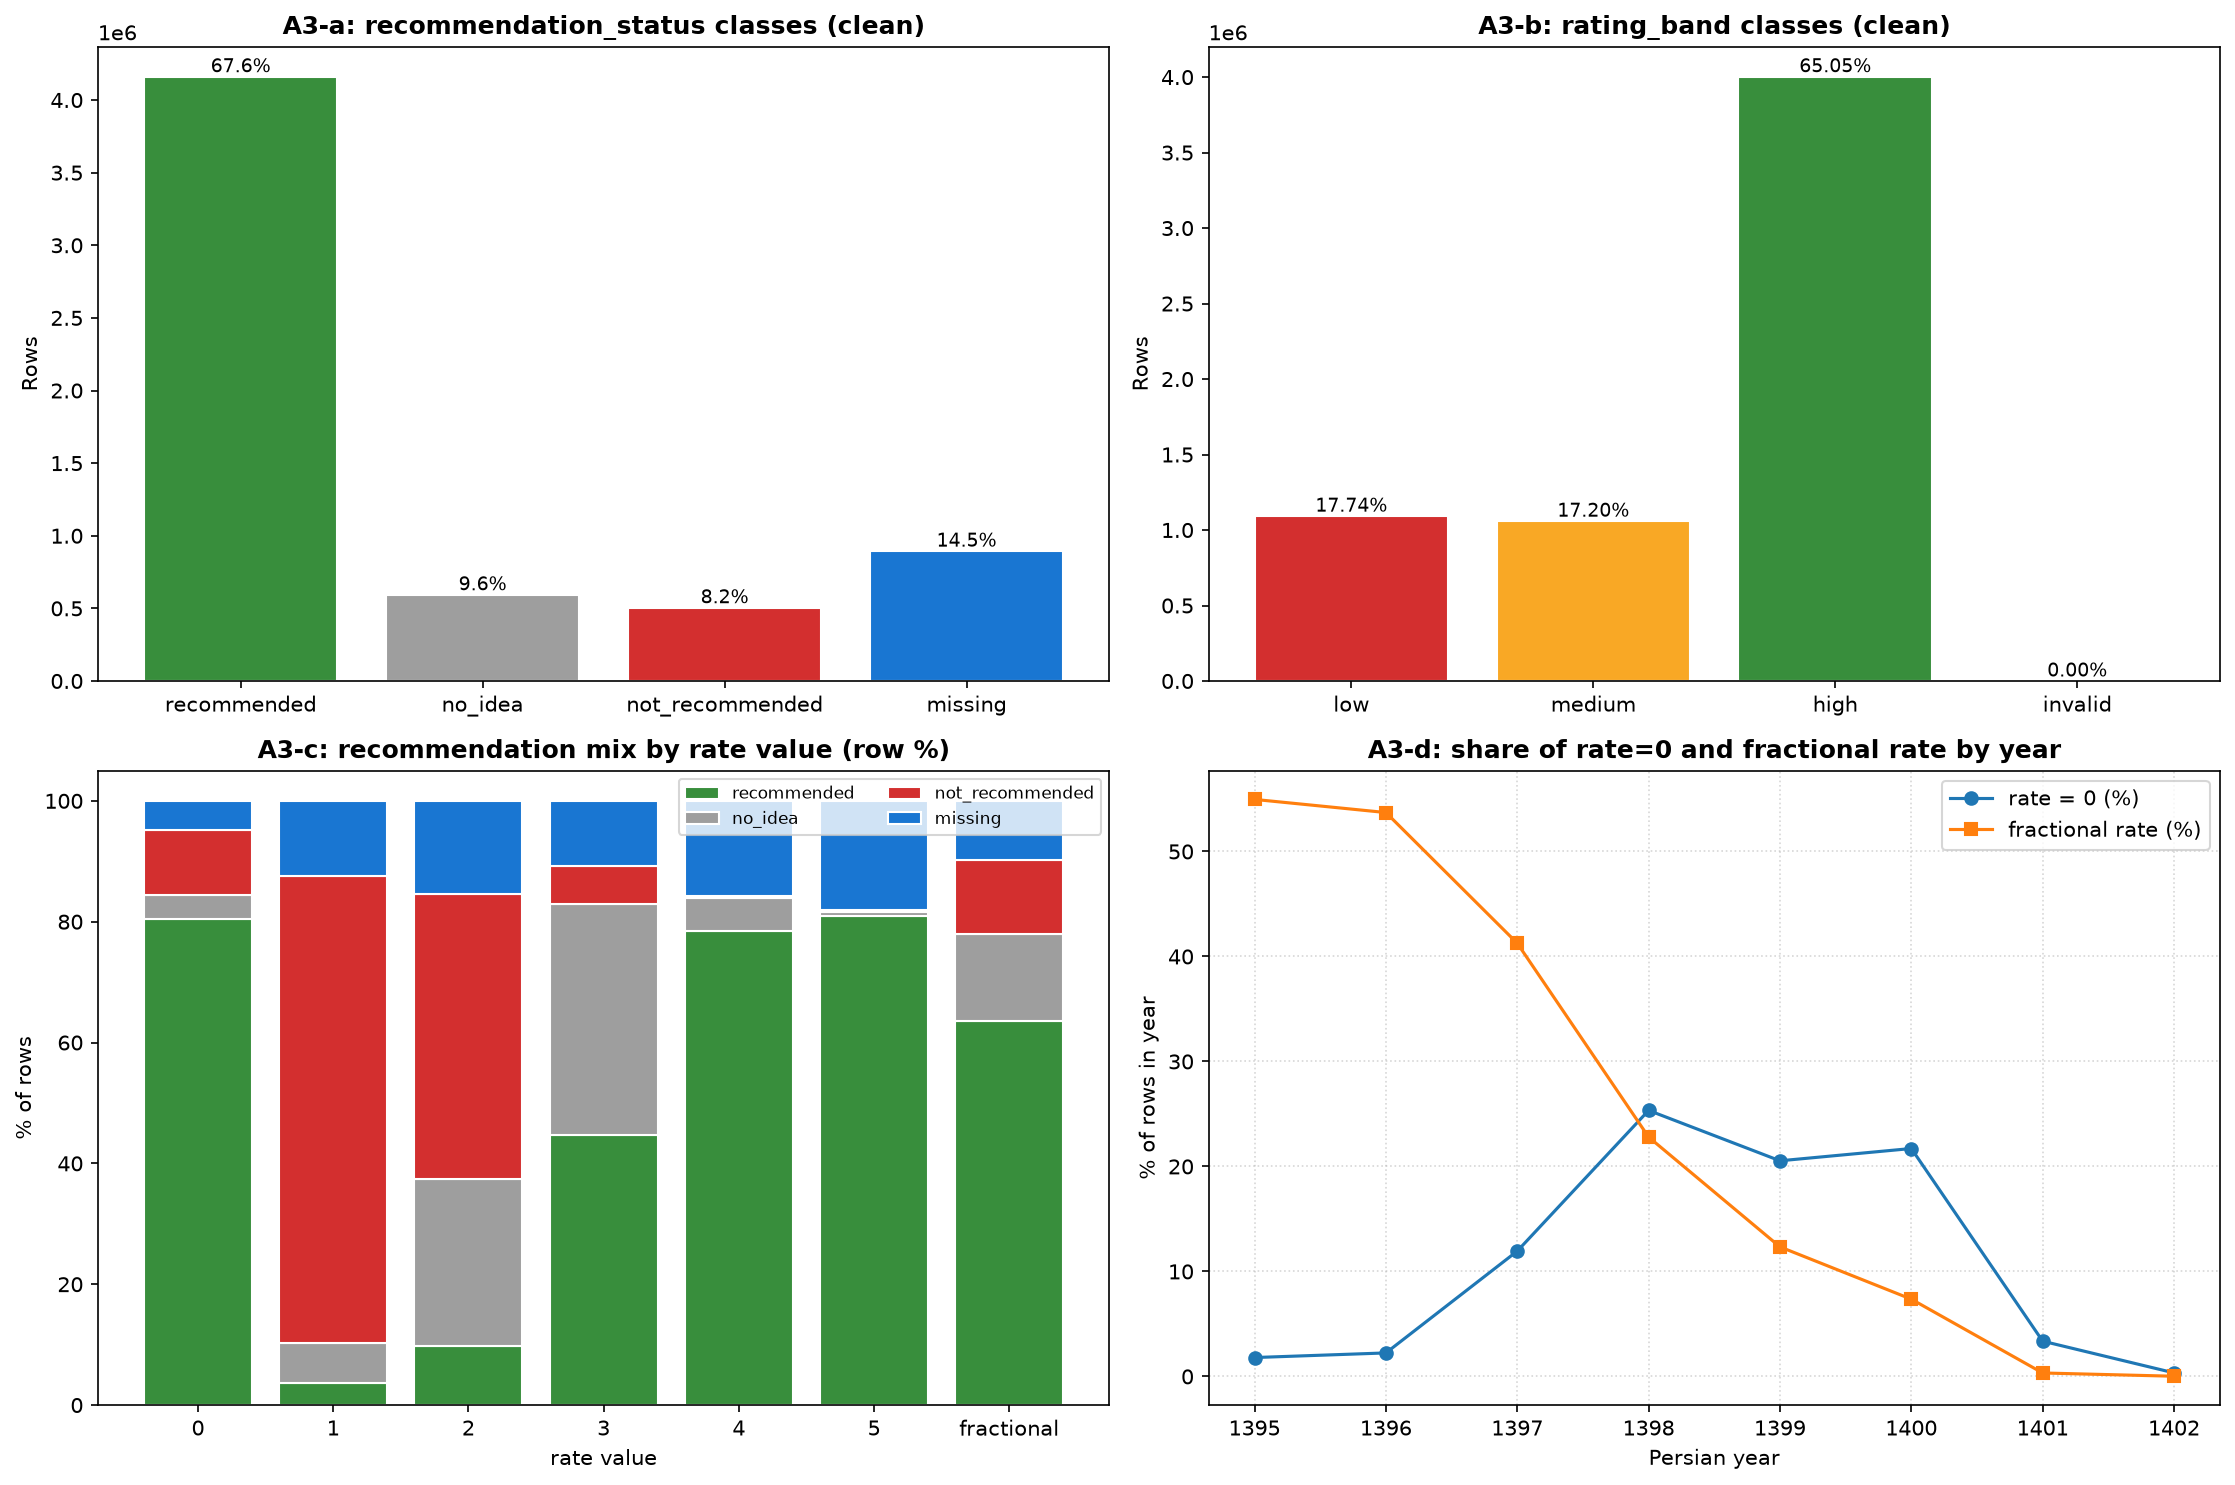 A3-a: recommendation_status classes (clean)
1e6
67.6%
9.6%
8.2%
14.5%
4.0
3.5
3.0
2.5
2.0
1.5
1.0
0.5
0.0
Rows
recommended no_idea not_recommended missing
A3-b: rating_band classes (clean)
1e6
65.05%
17.74%
17.20%
0.00%
4.0
3.5
3.0
2.5
2.0
1.5
1.0
0.5
0.0
Rows
low medium high invalid
A3-c: recommendation mix by rate value (row %)
recommended not_recommended
no_idea missing
100
80
60
40
20
0
% of rows
0 1 2 3 4 5 fractional
rate value
A3-d: share of rate=0 and fractional rate by year
rate = 0 (%)
fractional rate (%)
50
40
30
20
10
0
% of rows in year
1395 1396 1397 1398 1399 1400 1401 1402
Persian year